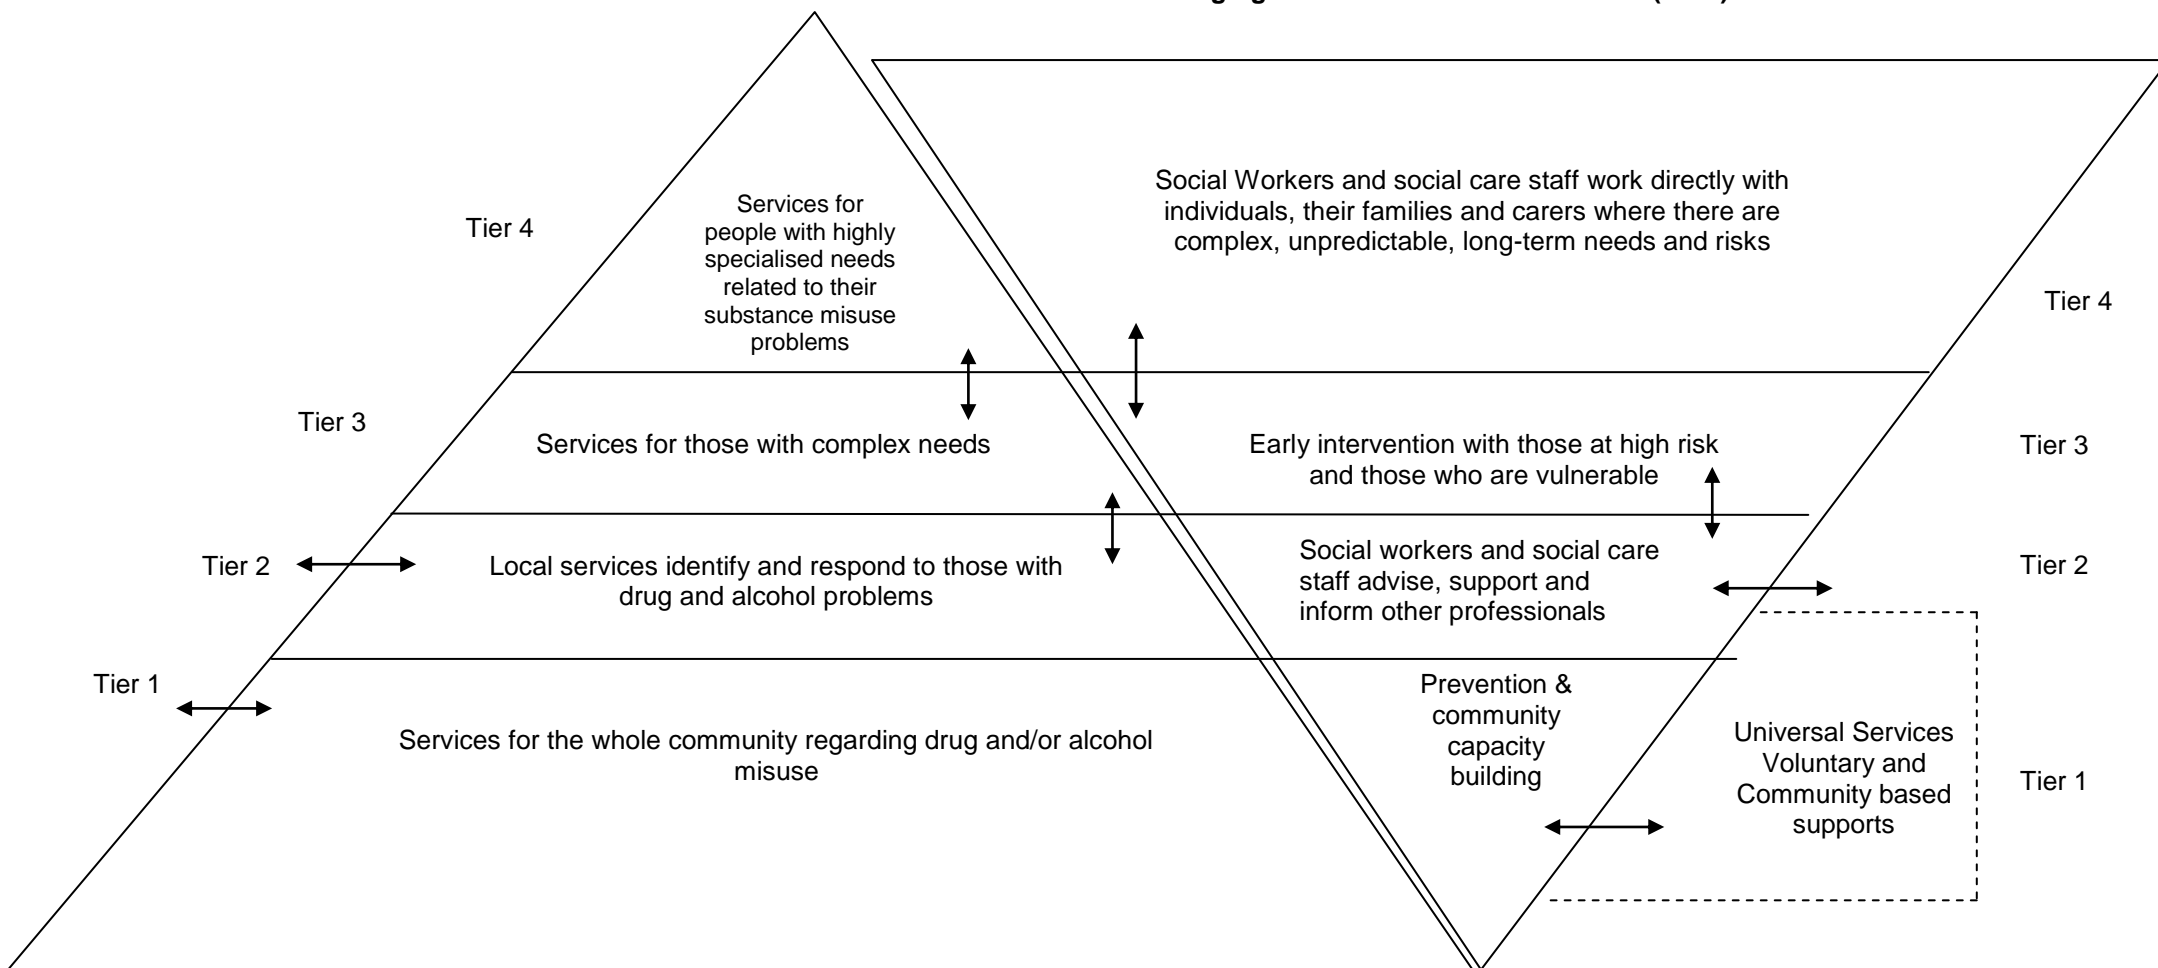 Tier 4
Services for
people with highly
specialised needs
related to their
substance misuse
problems
Social Workers and social care staff work directly with
individuals, their families and carers where there are
complex, unpredictable, long-term needs and risks
Tier 4
Tier 3
Services for those with complex needs
Early intervention with those at high risk
and those who are vulnerable
Tier 3
Tier 2
Local services identify and respond to those with
drug and alcohol problems
Social workers and social care
staff advise, support and
inform other professionals
Tier 2
Tier 1
Services for the whole community regarding drug and/or alcohol
misuse
Prevention &
community
capacity
building
Universal Services
Voluntary and
Community based
supports
Tier 1